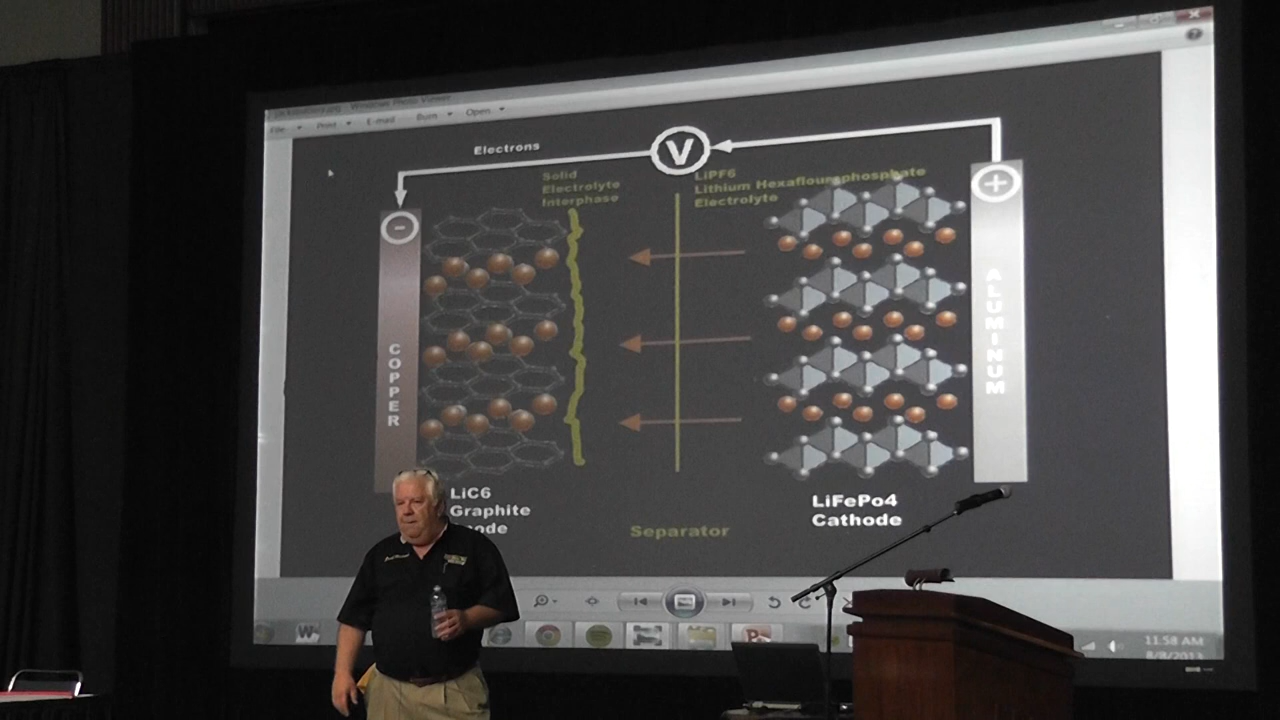 Windows Photo Viewer
File Print E-mail Burn Open
Electrons
V
Solid
Electrolyte
Interphase
LiPF6
Lithium Hexaflourophosphate
Electrolyte
-
+
COPPER
ALUMINUM
LiC6
Graphite
ode
LiFePo4
Cathode
Separator
W
P
11:58 AM
8/8/2013